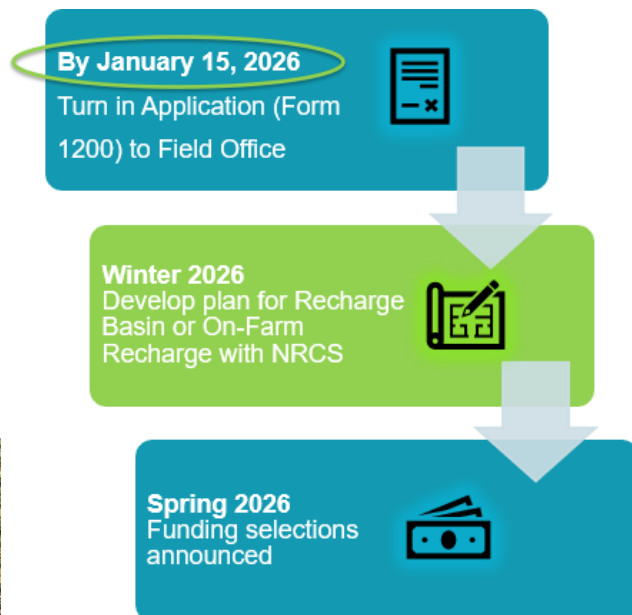 By January 15, 2026
Turn in Application (Form
1200) to Field Office
Winter 2026
Develop plan for Recharge
Basin or On-Farm
Recharge with NRCS
Spring 2026
Funding selections
announced